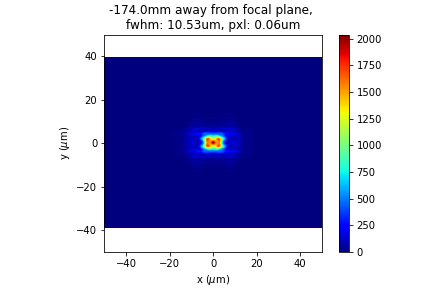 -174.0mm away from focal plane,
fwhm: 10.53um, pxl: 0.06um
40
20
0
−20
−40
y (μm)
−40 −20 0 20 40
x (μm)
2000
1750
1500
1250
1000
750
500
250
0